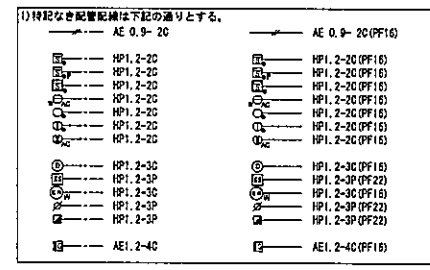 1)特記なき配管配線は下記の通りとする。
AE 0.9- 2C AE 0.9- 2C(PF16)
HP1.2-2C HP1.2-2C(PF16)
HP1.2-2C HP1.2-2C(PF16)
HP1.2-2C HP1.2-2C(PF16)
HP1.2-2C HP1.2-2C(PF16)
HP1.2-2C HP1.2-2C(PF16)
HP1.2-2C HP1.2-2C(PF16)
HP1.2-2C HP1.2-2C(PF16)
D HP1.2-3C D HP1.2-3C(PF16)
HP1.2-3P HP1.2-3P(PF22)
W HP1.2-3C W HP1.2-3C(PF16)
HP1.2-3P HP1.2-3P(PF22)
HP1.2-3P HP1.2-3P(PF22)
AE1.2-4C AE1.2-4C(PF16)